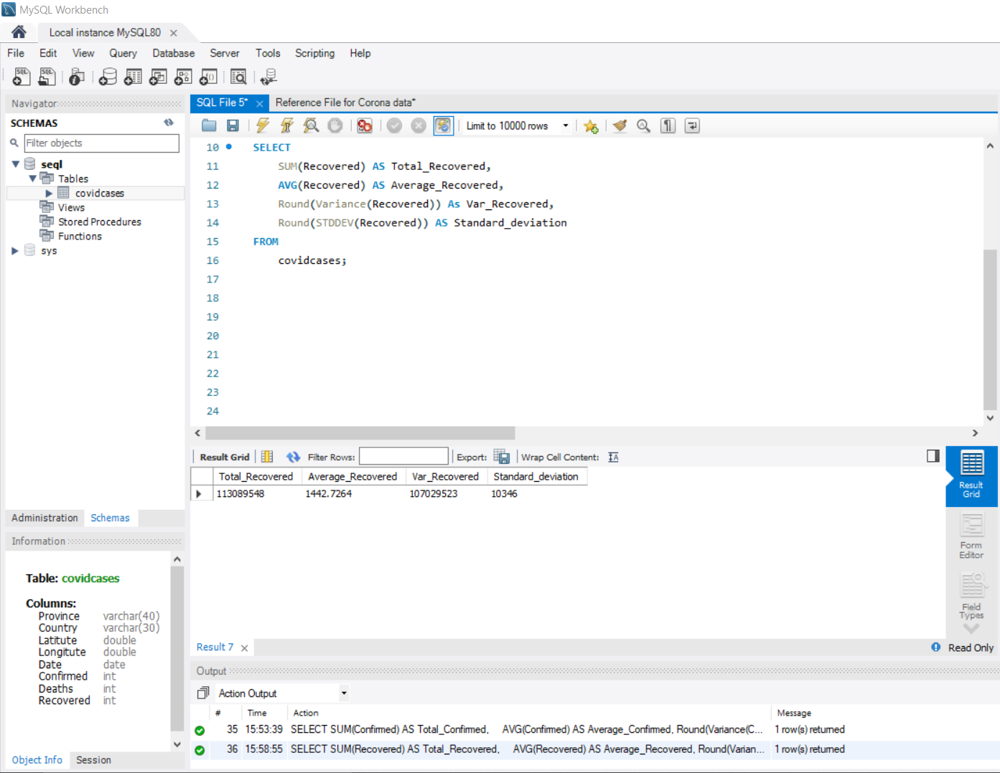 MySQL Workbench
Local instance MySQL80
File Edit View Query Database Server Tools Scripting Help
Navigator
SCHEMAS
Filter objects
seql
Tables
covidcases
Views
Stored Procedures
Functions
sys
Administration Schemas
Information
Table: covidcases
Columns:
Province varchar(40)
Country varchar(30)
Latitute double
Longitute double
Date date
Confirmed int
Deaths int
Recovered int
Object Info Session
SQL File 5* Reference File for Corona data*
Limit to 10000 rows
10 SELECT
11 SUM(Recovered) AS Total_Recovered,
12 AVG(Recovered) AS Average_Recovered,
13 Round(Variance(Recovered)) As Var_Recovered,
14 Round(STDDEV(Recovered)) AS Standard_deviation
15 FROM
16 covidcases;
17
18
19
20
21
22
23
24
Result Grid Filter Rows: Export: Wrap Cell Content:
Total_Recovered Average_Recovered Var_Recovered Standard_deviation
113089548 1442.7264 107029523 10346
Result
Grid
Form
Editor
Field
Types
Result 7 Read Only
Output
Action Output
# Time Action Message
35 15:53:39 SELECT SUM(Confirmed) AS Total_Confirmed, AVG(Confirmed) AS Average_Confirmed, Round(Variance(C... 1 row(s) returned
36 15:58:55 SELECT SUM(Recovered) AS Total_Recovered, AVG(Recovered) AS Average_Recovered, Round(Varian... 1 row(s) returned